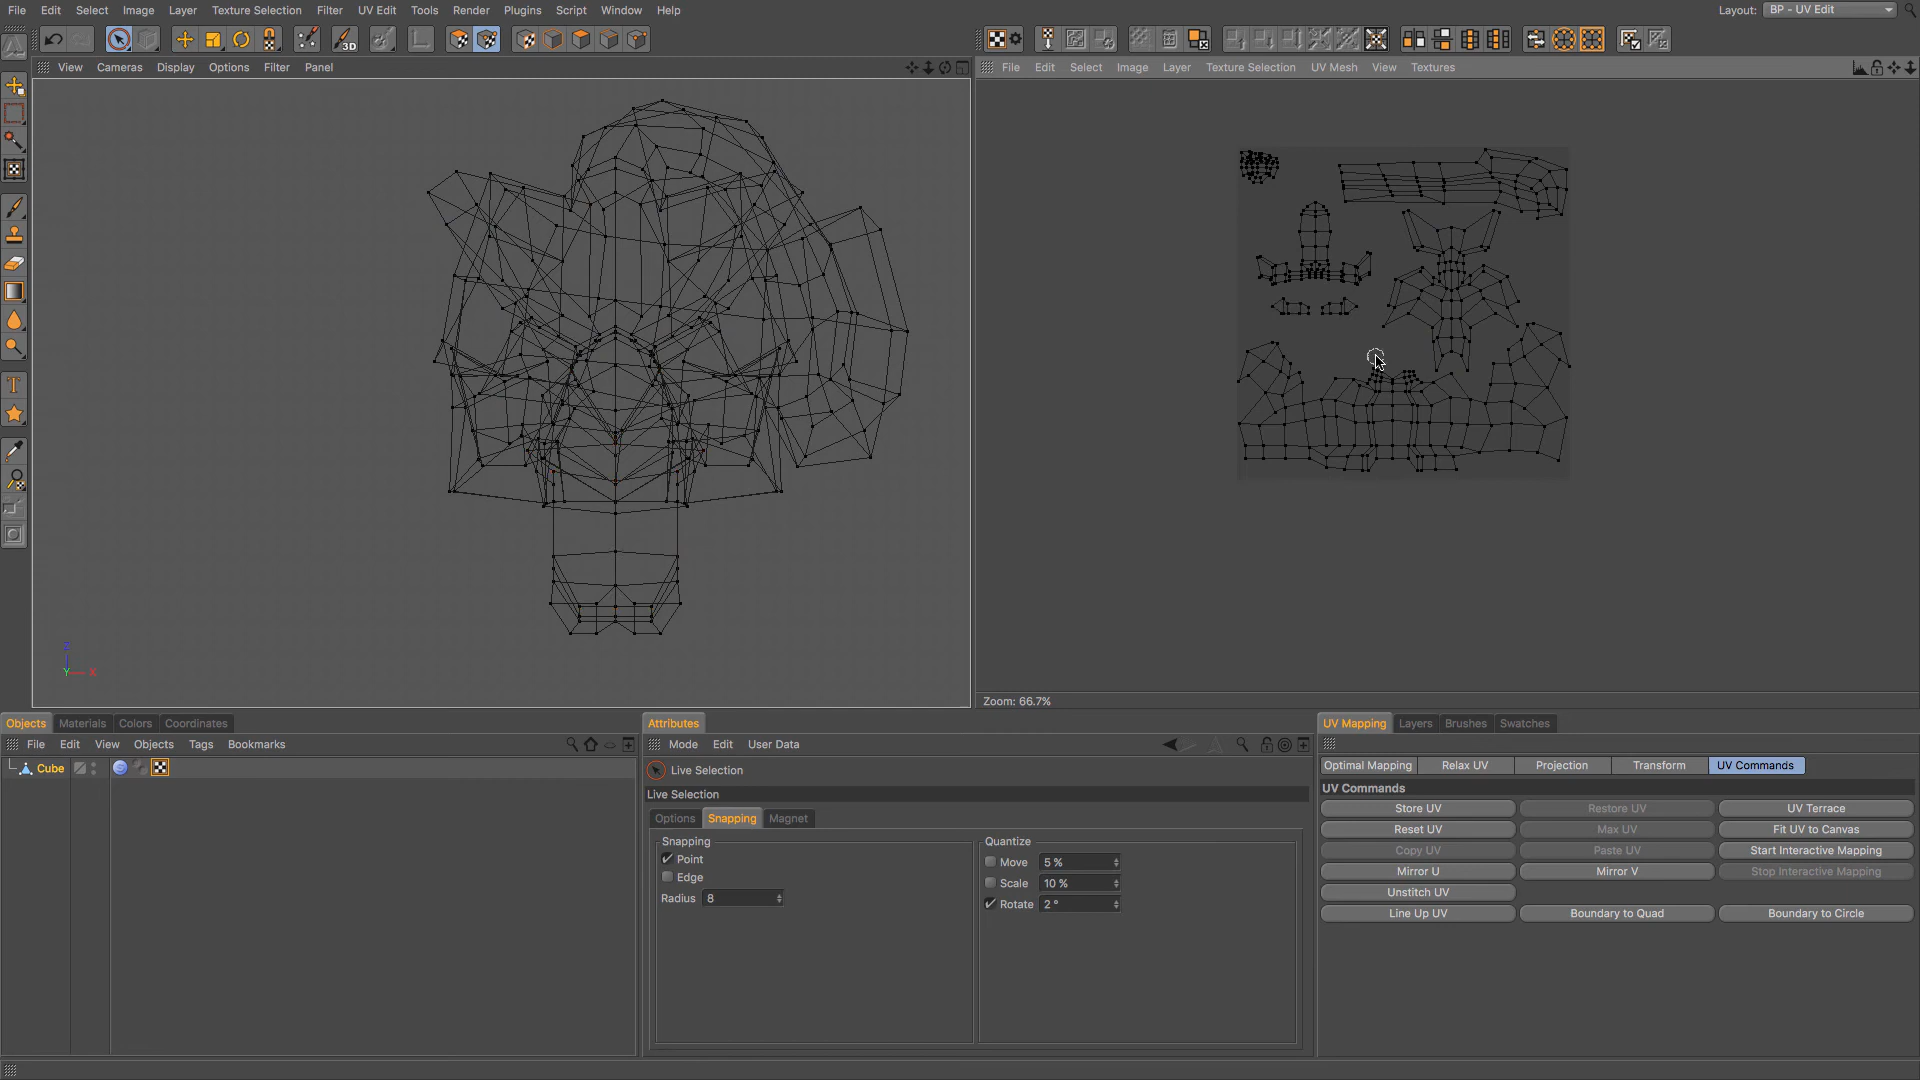 File Edit Select Image Layer Texture Selection Filter UV Edit Tools Render Plugins Script Window Help Layout: BP - UV Edit
3D
View Cameras Display Options Filter Panel
File Edit Select Image Layer Texture Selection UV Mesh View Textures
T
Z
Y X
Zoom: 66.7%
Objects Materials Colors Coordinates
Attributes
UV Mapping Layers Brushes Swatches
File Edit View Objects Tags Bookmarks
Mode Edit User Data
Cube
Live Selection
Live Selection
Options Snapping Magnet
Snapping
Point
Edge
Radius 8
Quantize
Move 5 %
Scale 10 %
Rotate 2 °
Optimal Mapping Relax UV Projection Transform UV Commands
UV Commands
Store UV Restore UV UV Terrace
Reset UV Max UV Fit UV to Canvas
Copy UV Paste UV Start Interactive Mapping
Mirror U Mirror V Stop Interactive Mapping
Unstitch UV
Line Up UV Boundary to Quad Boundary to Circle